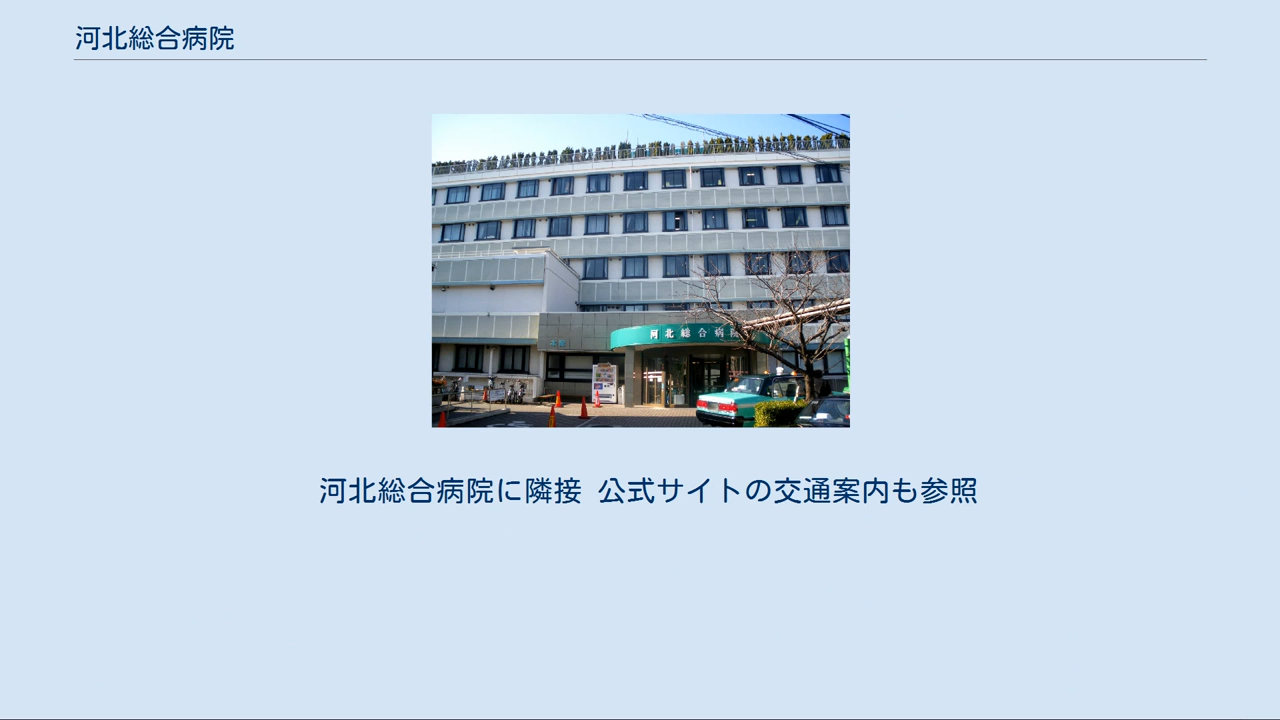 河北総合病院
河北総合病院
河北総合病院に隣接 公式サイトの交通案内も参照